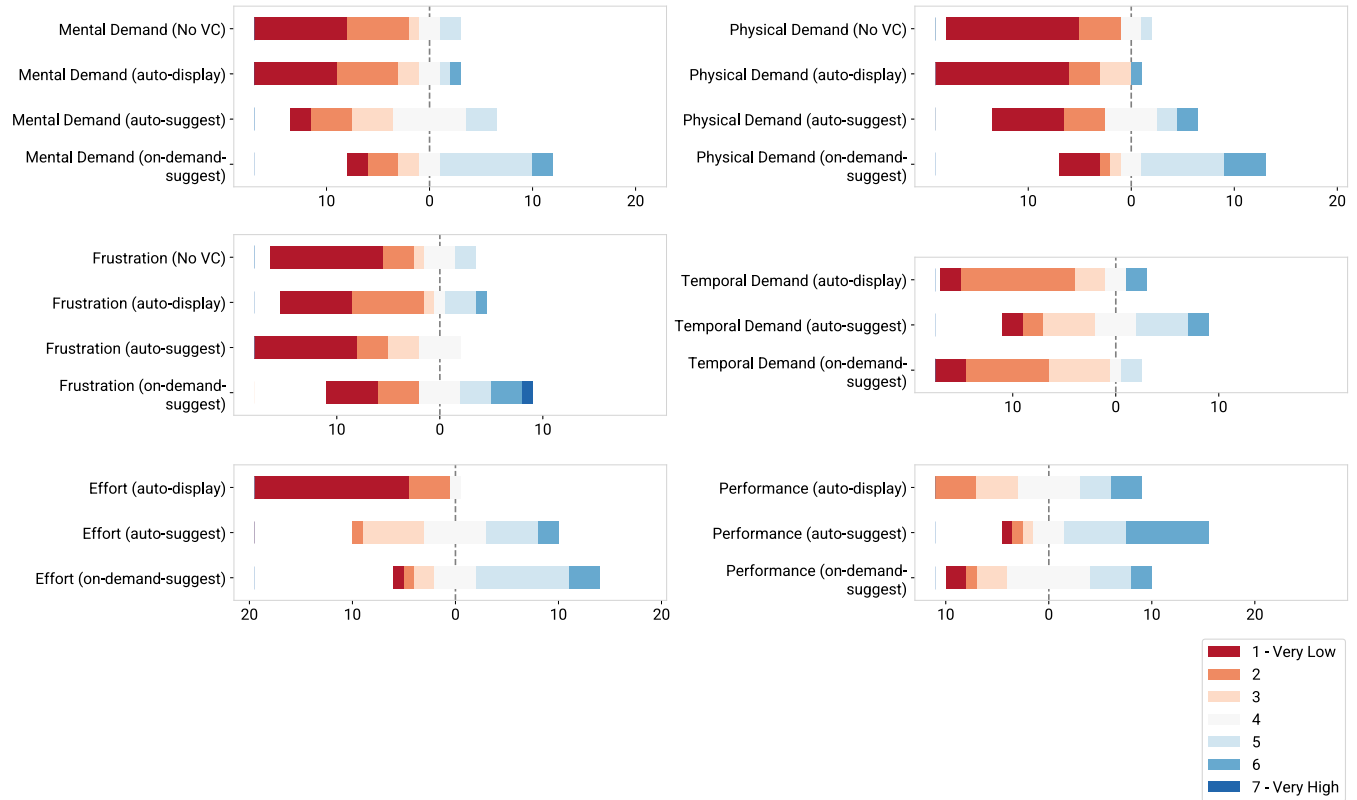 Mental Demand (No VC)
Mental Demand (auto-display)
Mental Demand (auto-suggest)
Mental Demand (on-demand-
suggest)
10 0 10 20
Physical Demand (No VC)
Physical Demand (auto-display)
Physical Demand (auto-suggest)
Physical Demand (on-demand-
suggest)
10 0 10 20
Frustration (No VC)
Frustration (auto-display)
Frustration (auto-suggest)
Frustration (on-demand-
suggest)
10 0 10
Temporal Demand (auto-display)
Temporal Demand (auto-suggest)
Temporal Demand (on-demand-
suggest)
10 0 10
Effort (auto-display)
Effort (auto-suggest)
Effort (on-demand-suggest)
20 10 0 10 20
Performance (auto-display)
Performance (auto-suggest)
Performance (on-demand-
suggest)
10 0 10 20
1 - Very Low
2
3
4
5
6
7 - Very High